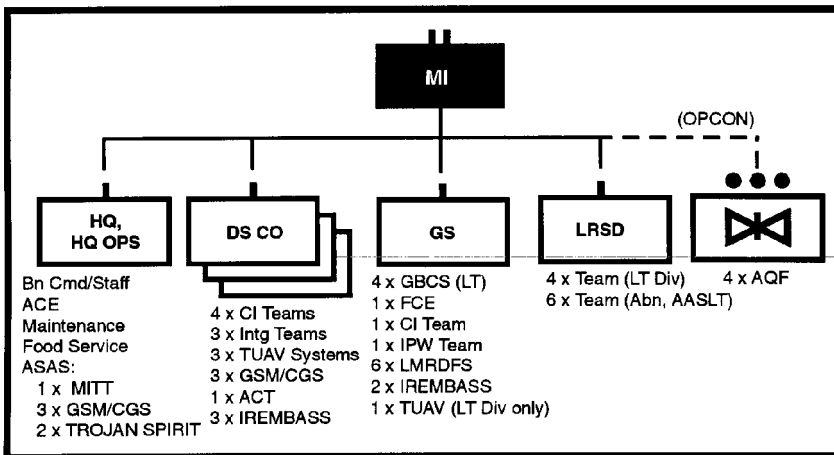 MI
(OPCON)
HQ,
HQ OPS
DS CO
GS
LRSD
Bn Cmd/Staff
ACE
Maintenance
Food Service
ASAS:
1 x MITT
3 x GSM/CGS
2 x TROJAN SPIRIT
4 x CI Teams
3 x Intg Teams
3 x TUAV Systems
3 x GSM/CGS
1 x ACT
3 x IREMBASS
4 x GBCS (LT)
1 x FCE
1 x CI Team
1 x IPW Team
6 x LMRDFS
2 x IREMBASS
1 x TUAV (LT Div only)
4 x Team (LT Div)
6 x Team (Abn, AASLT)
4 x AQF